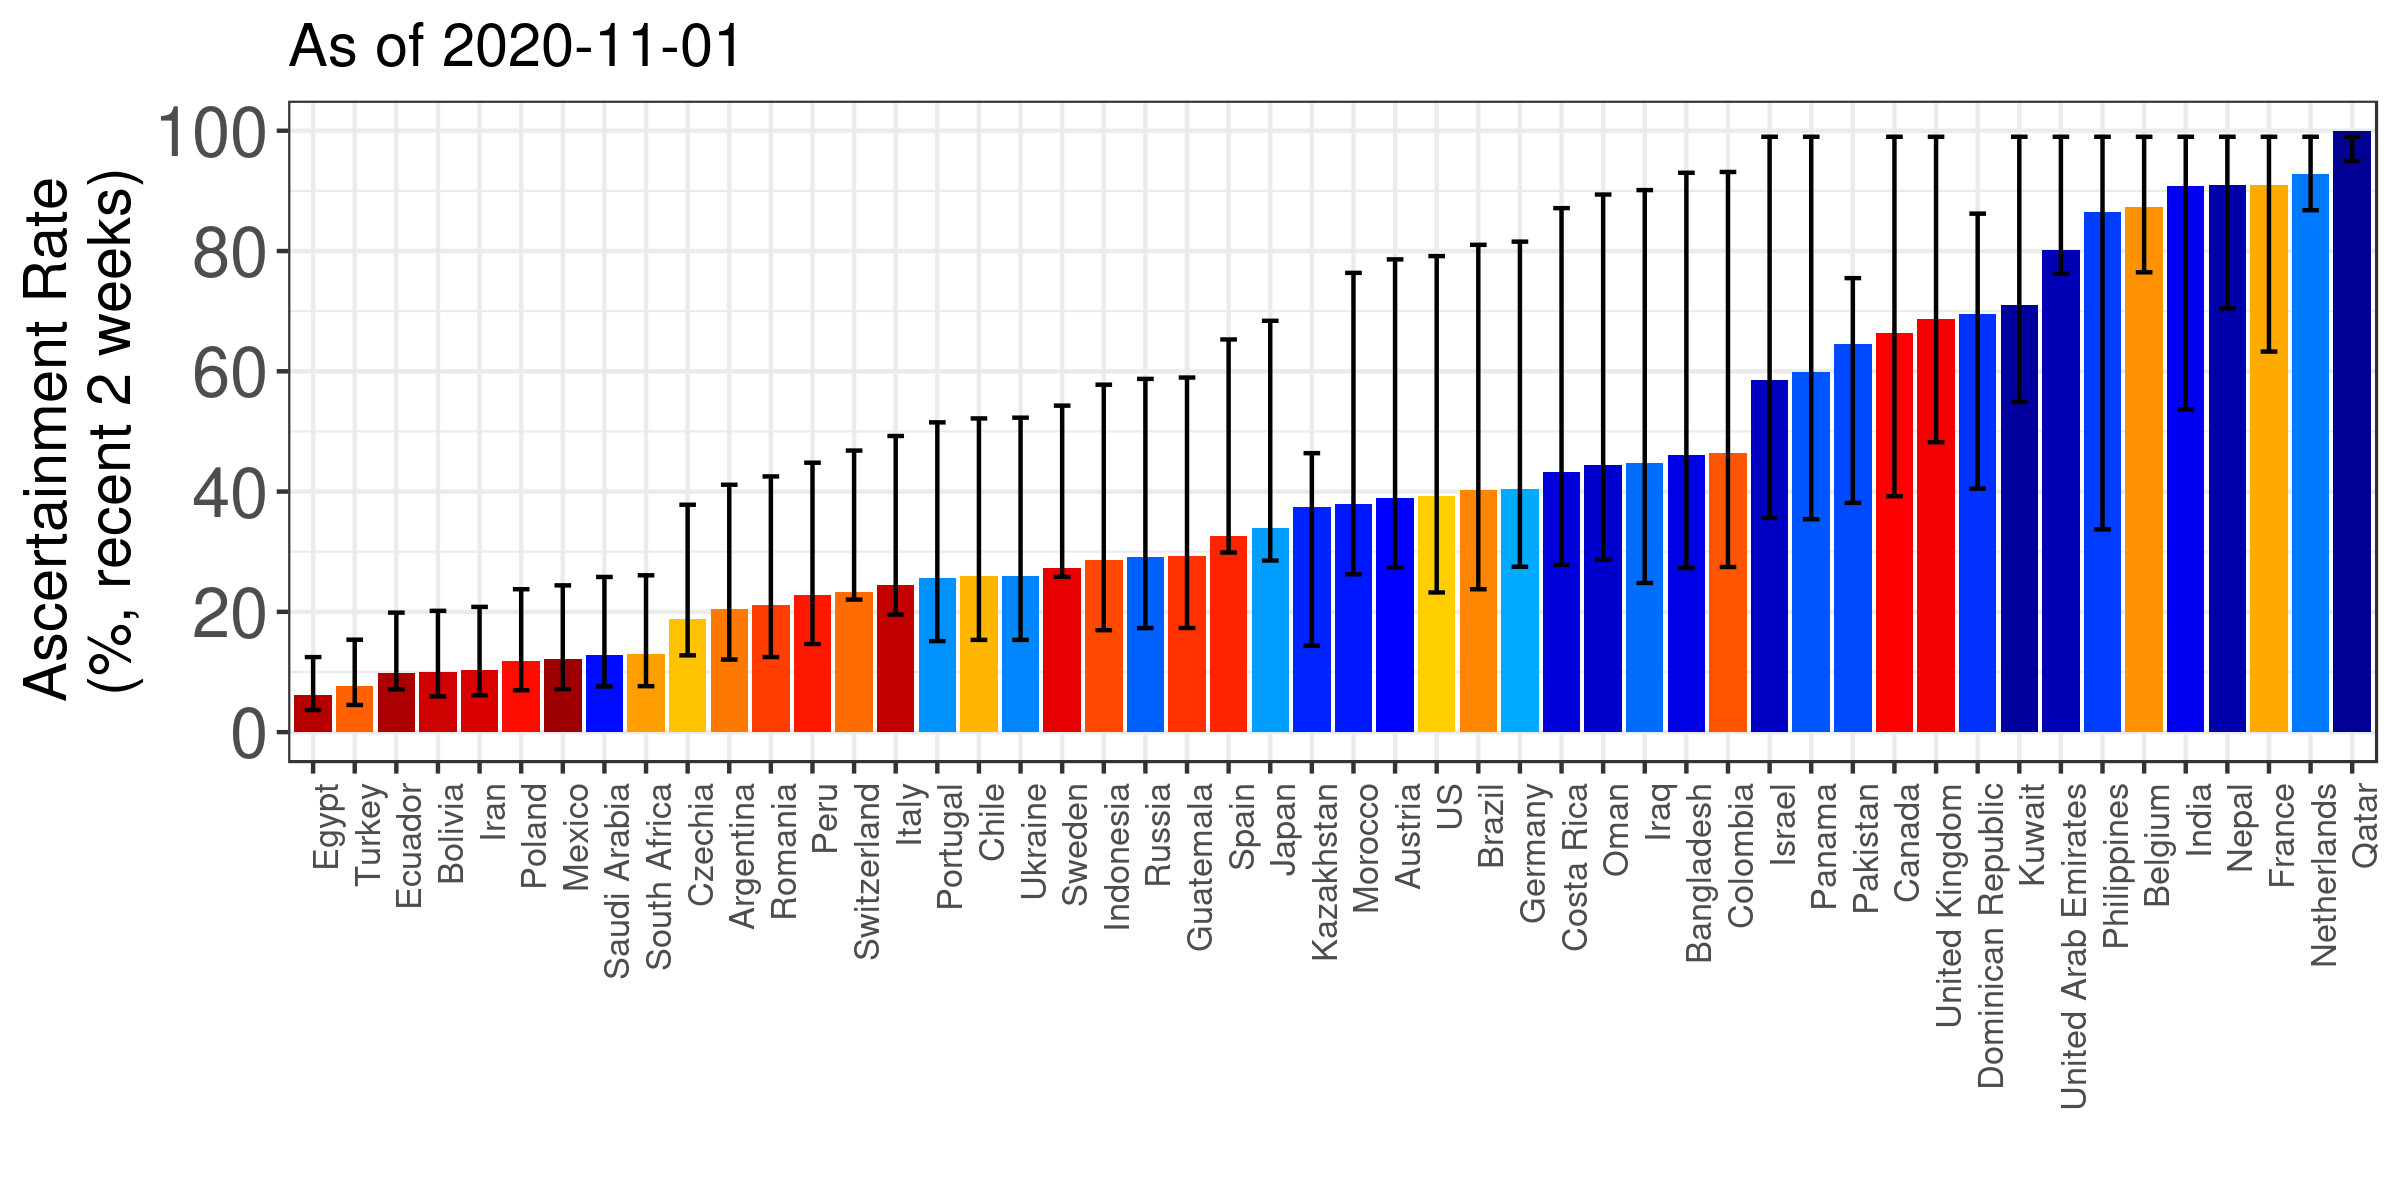 As of 2020-11-01
Ascertainment Rate
(%, recent 2 weeks)
100
80
60
40
20
0
Egypt
Turkey
Ecuador
Bolivia
Iran
Poland
Mexico
Saudi Arabia
South Africa
Czechia
Argentina
Romania
Peru
Switzerland
Italy
Portugal
Chile
Ukraine
Sweden
Indonesia
Russia
Guatemala
Spain
Japan
Kazakhstan
Morocco
Austria
US
Brazil
Germany
Costa Rica
Oman
Iraq
Bangladesh
Colombia
Israel
Panama
Pakistan
Canada
United Kingdom
Dominican Republic
Kuwait
United Arab Emirates
Philippines
Belgium
India
Nepal
France
Netherlands
Qatar